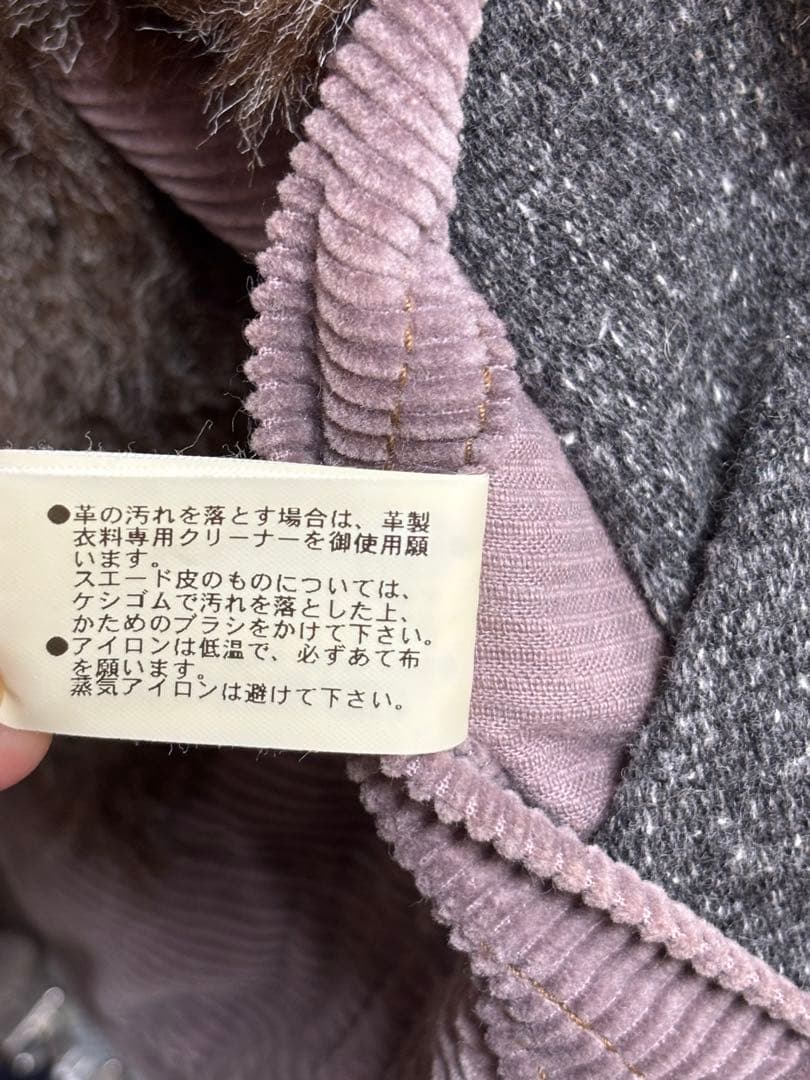 ●革の汚れを落とす場合は、革製
衣料専用クリーナーを御使用願
います。
スエード皮のものについては、
ケシゴムで汚れを落とした上、
かためのブラシをかけて下さい。
●アイロンは低温で、必ずあて布
を願います。
蒸気アイロンは避けて下さい。